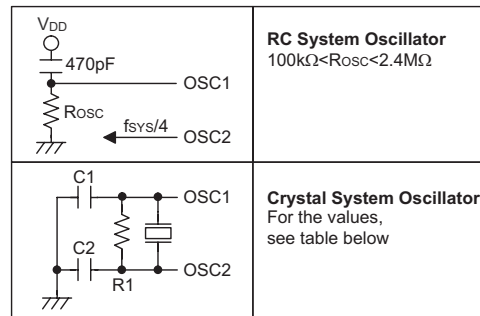 VDD
470pF
OSC1
ROSC
fSYS/4
OSC2
RC System Oscillator
100kΩ<ROSC<2.4MΩ
C1
OSC1
C2
OSC2
R1
Crystal System Oscillator
For the values,
see table below